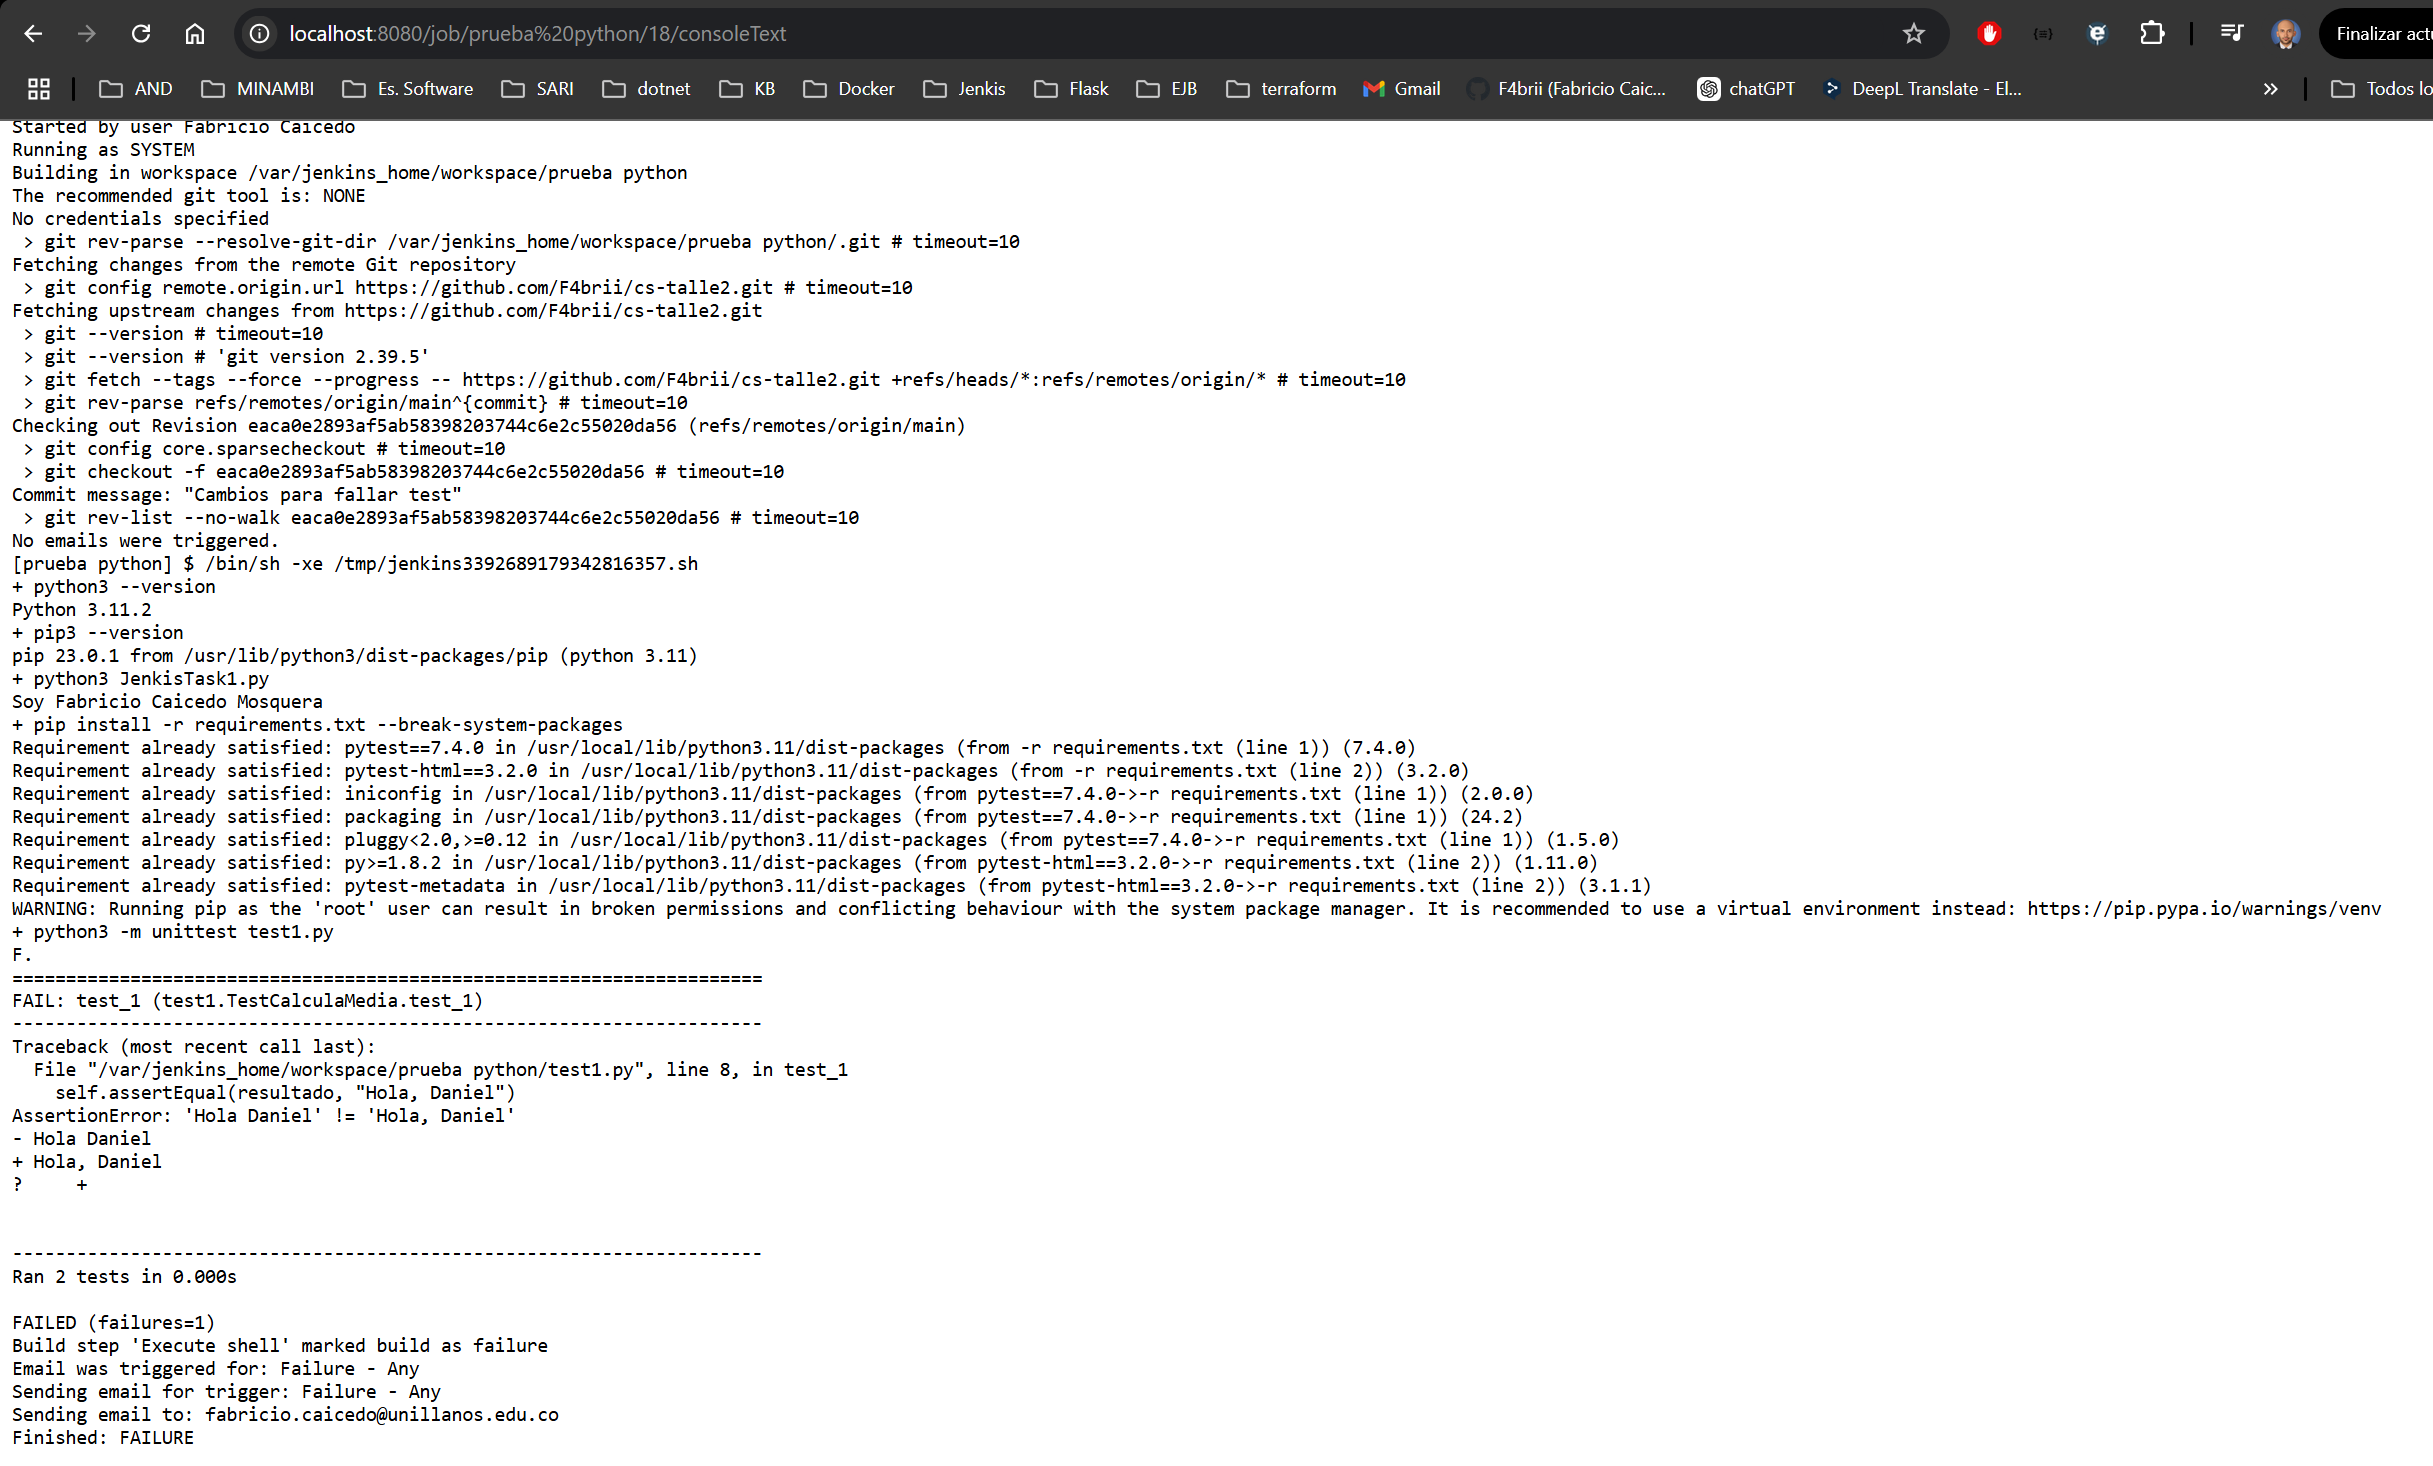 localhost:8080/job/prueba%20python/18/consoleText
Finalizar act
AND MINAMBI Es. Software SARI dotnet KB Docker Jenkis Flask EJB terraform Gmail F4brii (Fabricio Caic... chatGPT DeepL Translate - El... » Todos lo
Started by user Fabricio Caicedo
Running as SYSTEM
Building in workspace /var/jenkins_home/workspace/prueba python
The recommended git tool is: NONE
No credentials specified
 > git rev-parse --resolve-git-dir /var/jenkins_home/workspace/prueba python/.git # timeout=10
Fetching changes from the remote Git repository
 > git config remote.origin.url https://github.com/F4brii/cs-talle2.git # timeout=10
Fetching upstream changes from https://github.com/F4brii/cs-talle2.git
 > git --version # timeout=10
 > git --version # 'git version 2.39.5'
 > git fetch --tags --force --progress -- https://github.com/F4brii/cs-talle2.git +refs/heads/*:refs/remotes/origin/* # timeout=10
 > git rev-parse refs/remotes/origin/main^{commit} # timeout=10
Checking out Revision eaca0e2893af5ab58398203744c6e2c55020da56 (refs/remotes/origin/main)
 > git config core.sparsecheckout # timeout=10
 > git checkout -f eaca0e2893af5ab58398203744c6e2c55020da56 # timeout=10
Commit message: "Cambios para fallar test"
 > git rev-list --no-walk eaca0e2893af5ab58398203744c6e2c55020da56 # timeout=10
No emails were triggered.
[prueba python] $ /bin/sh -xe /tmp/jenkins3392689179342816357.sh
+ python3 --version
Python 3.11.2
+ pip3 --version
pip 23.0.1 from /usr/lib/python3/dist-packages/pip (python 3.11)
+ python3 JenkisTask1.py
Soy Fabricio Caicedo Mosquera
+ pip install -r requirements.txt --break-system-packages
Requirement already satisfied: pytest==7.4.0 in /usr/local/lib/python3.11/dist-packages (from -r requirements.txt (line 1)) (7.4.0)
Requirement already satisfied: pytest-html==3.2.0 in /usr/local/lib/python3.11/dist-packages (from -r requirements.txt (line 2)) (3.2.0)
Requirement already satisfied: iniconfig in /usr/local/lib/python3.11/dist-packages (from pytest==7.4.0->-r requirements.txt (line 1)) (2.0.0)
Requirement already satisfied: packaging in /usr/local/lib/python3.11/dist-packages (from pytest==7.4.0->-r requirements.txt (line 1)) (24.2)
Requirement already satisfied: pluggy<2.0,>=0.12 in /usr/local/lib/python3.11/dist-packages (from pytest==7.4.0->-r requirements.txt (line 1)) (1.5.0)
Requirement already satisfied: py>=1.8.2 in /usr/local/lib/python3.11/dist-packages (from pytest-html==3.2.0->-r requirements.txt (line 2)) (1.11.0)
Requirement already satisfied: pytest-metadata in /usr/local/lib/python3.11/dist-packages (from pytest-html==3.2.0->-r requirements.txt (line 2)) (3.1.1)
WARNING: Running pip as the 'root' user can result in broken permissions and conflicting behaviour with the system package manager. It is recommended to use a virtual environment instead: https://pip.pypa.io/warnings/venv
+ python3 -m unittest test1.py
F.
======================================================================
FAIL: test_1 (test1.TestCalculaMedia.test_1)
----------------------------------------------------------------------
Traceback (most recent call last):
  File "/var/jenkins_home/workspace/prueba python/test1.py", line 8, in test_1
    self.assertEqual(resultado, "Hola, Daniel")
AssertionError: 'Hola Daniel' != 'Hola, Daniel'
- Hola Daniel
+ Hola, Daniel
?     +
----------------------------------------------------------------------
Ran 2 tests in 0.000s
FAILED (failures=1)
Build step 'Execute shell' marked build as failure
Email was triggered for: Failure - Any
Sending email for trigger: Failure - Any
Sending email to: fabricio.caicedo@unillanos.edu.co
Finished: FAILURE